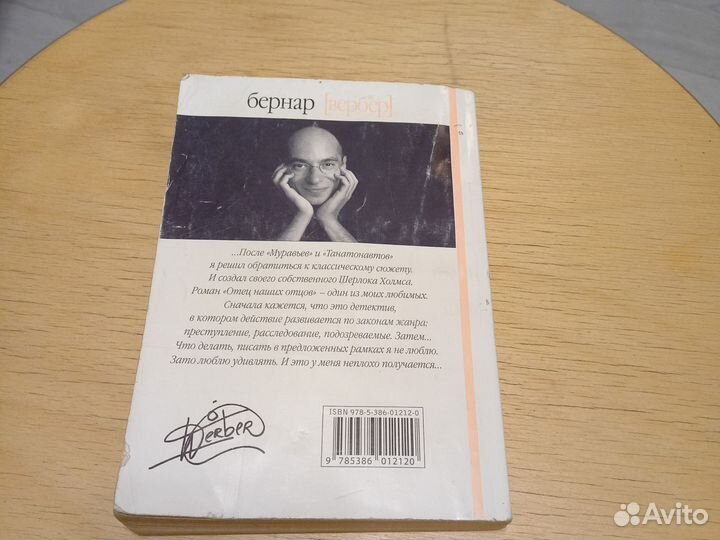 бернар [вербер]
...После «Муравьев» и «Танатонавтов»
я решил обратиться к классическому сюжету.
И создал своего собственного Шерлока Холмса.
Роман «Отец наших отцов» – один из моих любимых.
Сначала кажется, что это детектив,
в котором действие развивается по законам жанра:
преступление, расследование, подозреваемые. Затем...
Что делать, писать в предложенных рамках я не люблю.
Зато люблю удивлять. И это у меня неплохо получается...
Werber
ISBN 978-5-386-01212-0
9 785386 012120
Avito